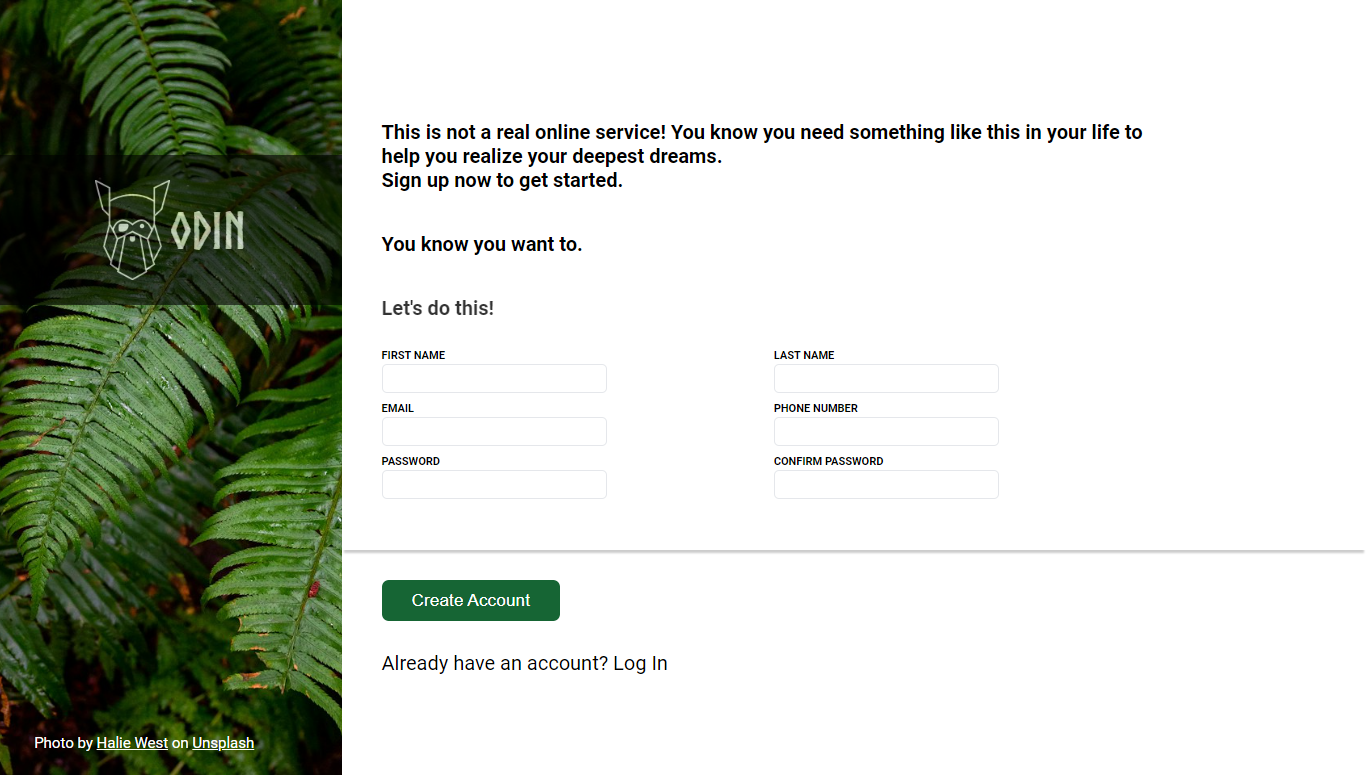 ODIN
Photo by Halie West on Unsplash
This is not a real online service! You know you need something like this in your life to
help you realize your deepest dreams.
Sign up now to get started.
You know you want to.
Let's do this!
FIRST NAME
LAST NAME
EMAIL
PHONE NUMBER
PASSWORD
CONFIRM PASSWORD
Create Account
Already have an account? Log In